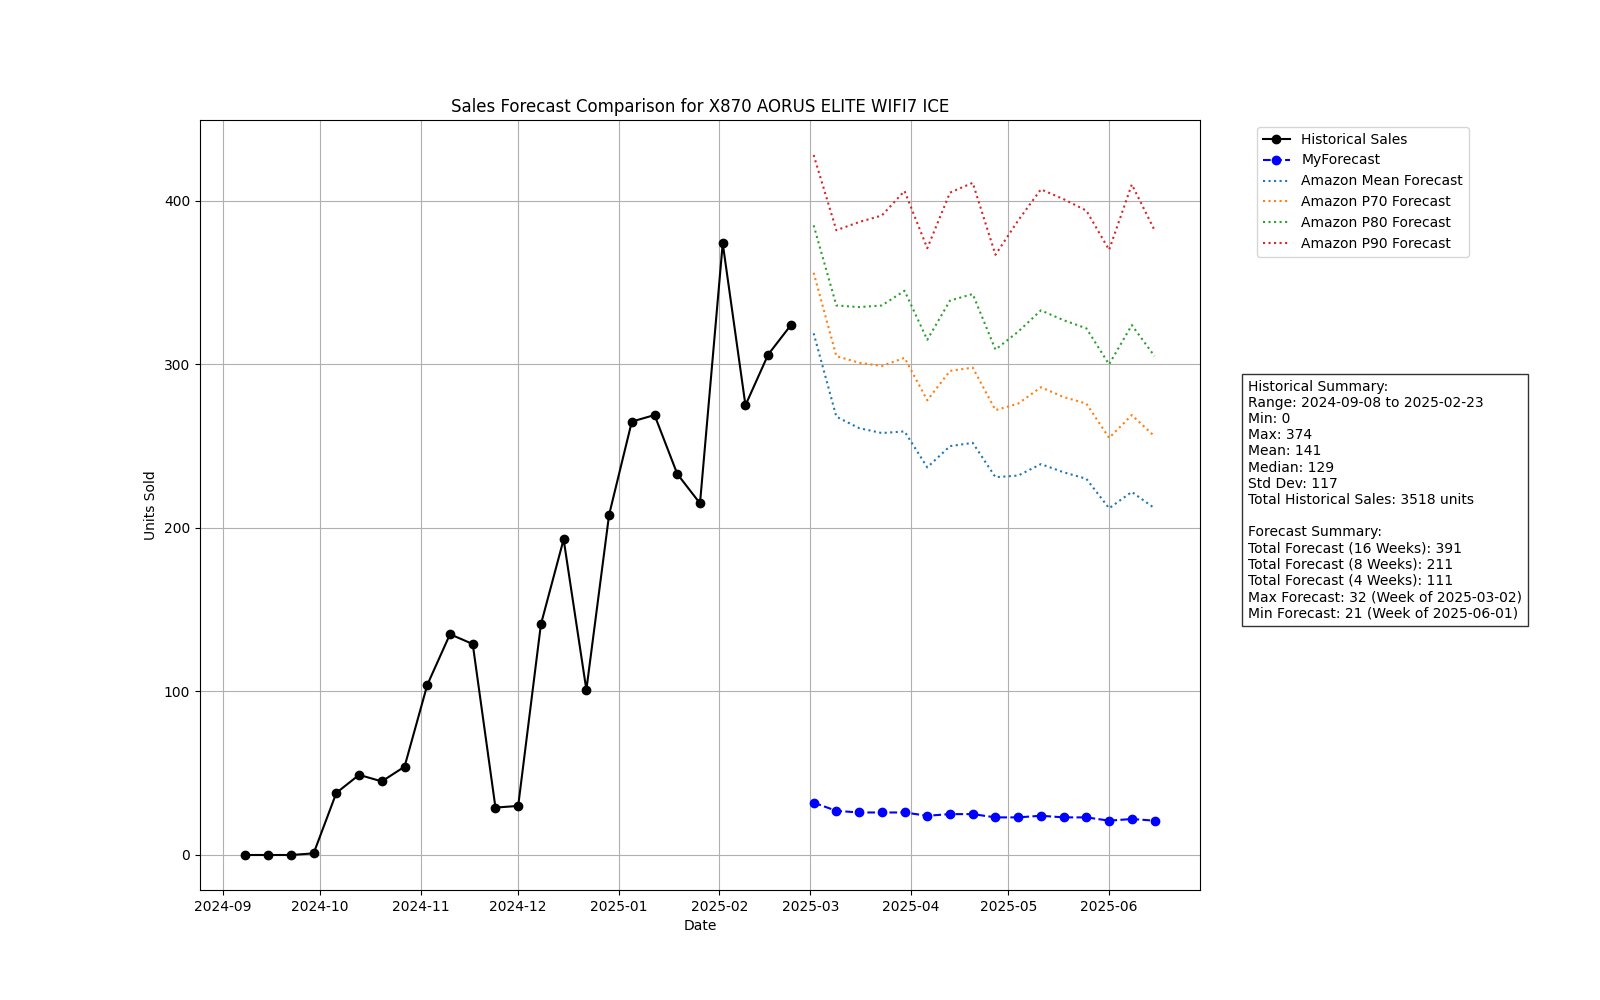 Sales Forecast Comparison for X870 AORUS ELITE WIFI7 ICE
Units Sold
400
300
200
100
0
2024-09
2024-10
2024-11
2024-12
2025-01
2025-02
2025-03
2025-04
2025-05
2025-06
Date
Historical Sales
MyForecast
Amazon Mean Forecast
Amazon P70 Forecast
Amazon P80 Forecast
Amazon P90 Forecast
Historical Summary:
Range: 2024-09-08 to 2025-02-23
Min: 0
Max: 374
Mean: 141
Median: 129
Std Dev: 117
Total Historical Sales: 3518 units
Forecast Summary:
Total Forecast (16 Weeks): 391
Total Forecast (8 Weeks): 211
Total Forecast (4 Weeks): 111
Max Forecast: 32 (Week of 2025-03-02)
Min Forecast: 21 (Week of 2025-06-01)